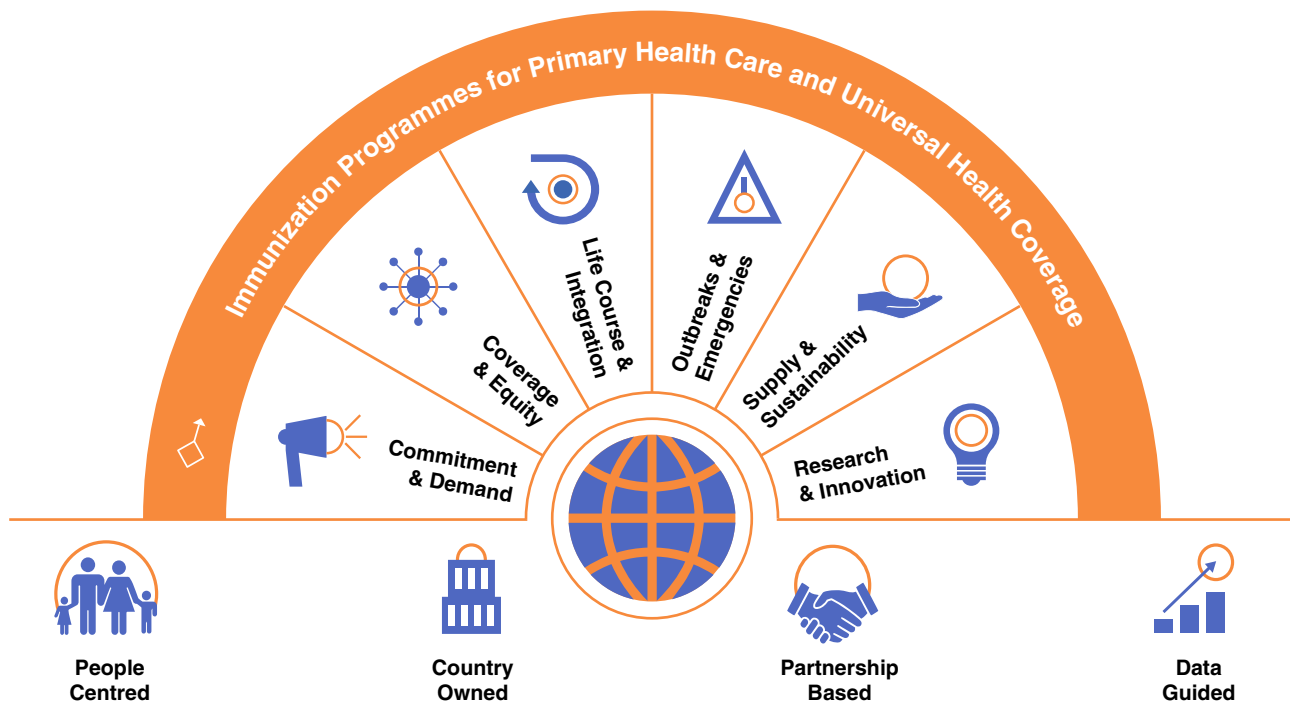 Immunization Programmes for Primary Health Care and Universal Health Coverage
Commitment
& Demand
Coverage
& Equity
Life Course &
Integration
Outbreaks &
Emergencies
Supply &
Sustainability
Research
& Innovation
People
Centred
Country
Owned
Partnership
Based
Data
Guided